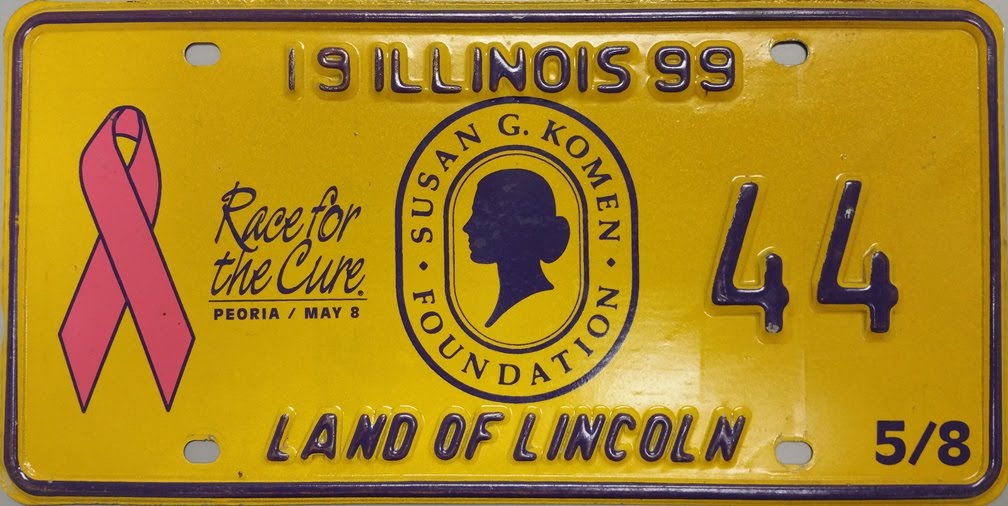 19 ILLINOIS 99
Race for
the Cure®
PEORIA / MAY 8
SUSAN G. KOMEN
• FOUNDATION •
44
LAND OF LINCOLN
5/8